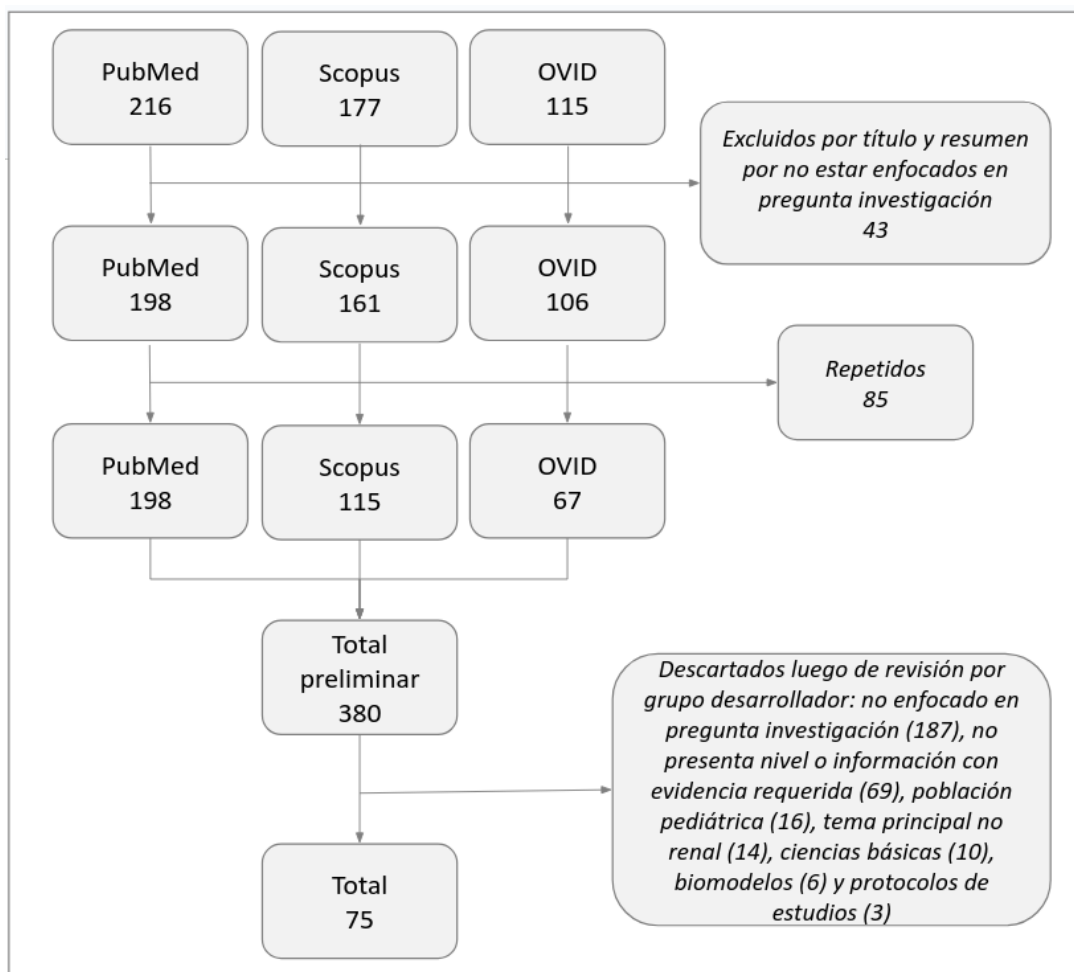 PubMed
216
Scopus
177
OVID
115
Excluidos por título y resumen
por no estar enfocados en
pregunta investigación
43
PubMed
198
Scopus
161
OVID
106
Repetidos
85
PubMed
198
Scopus
115
OVID
67
Total
preliminar
380
Descartados luego de revisión por
grupo desarrollador: no enfocado en
pregunta investigación (187), no
presenta nivel o información con
evidencia requerida (69), población
pediátrica (16), tema principal no
renal (14), ciencias básicas (10),
biomodelos (6) y protocolos de
estudios (3)
Total
75